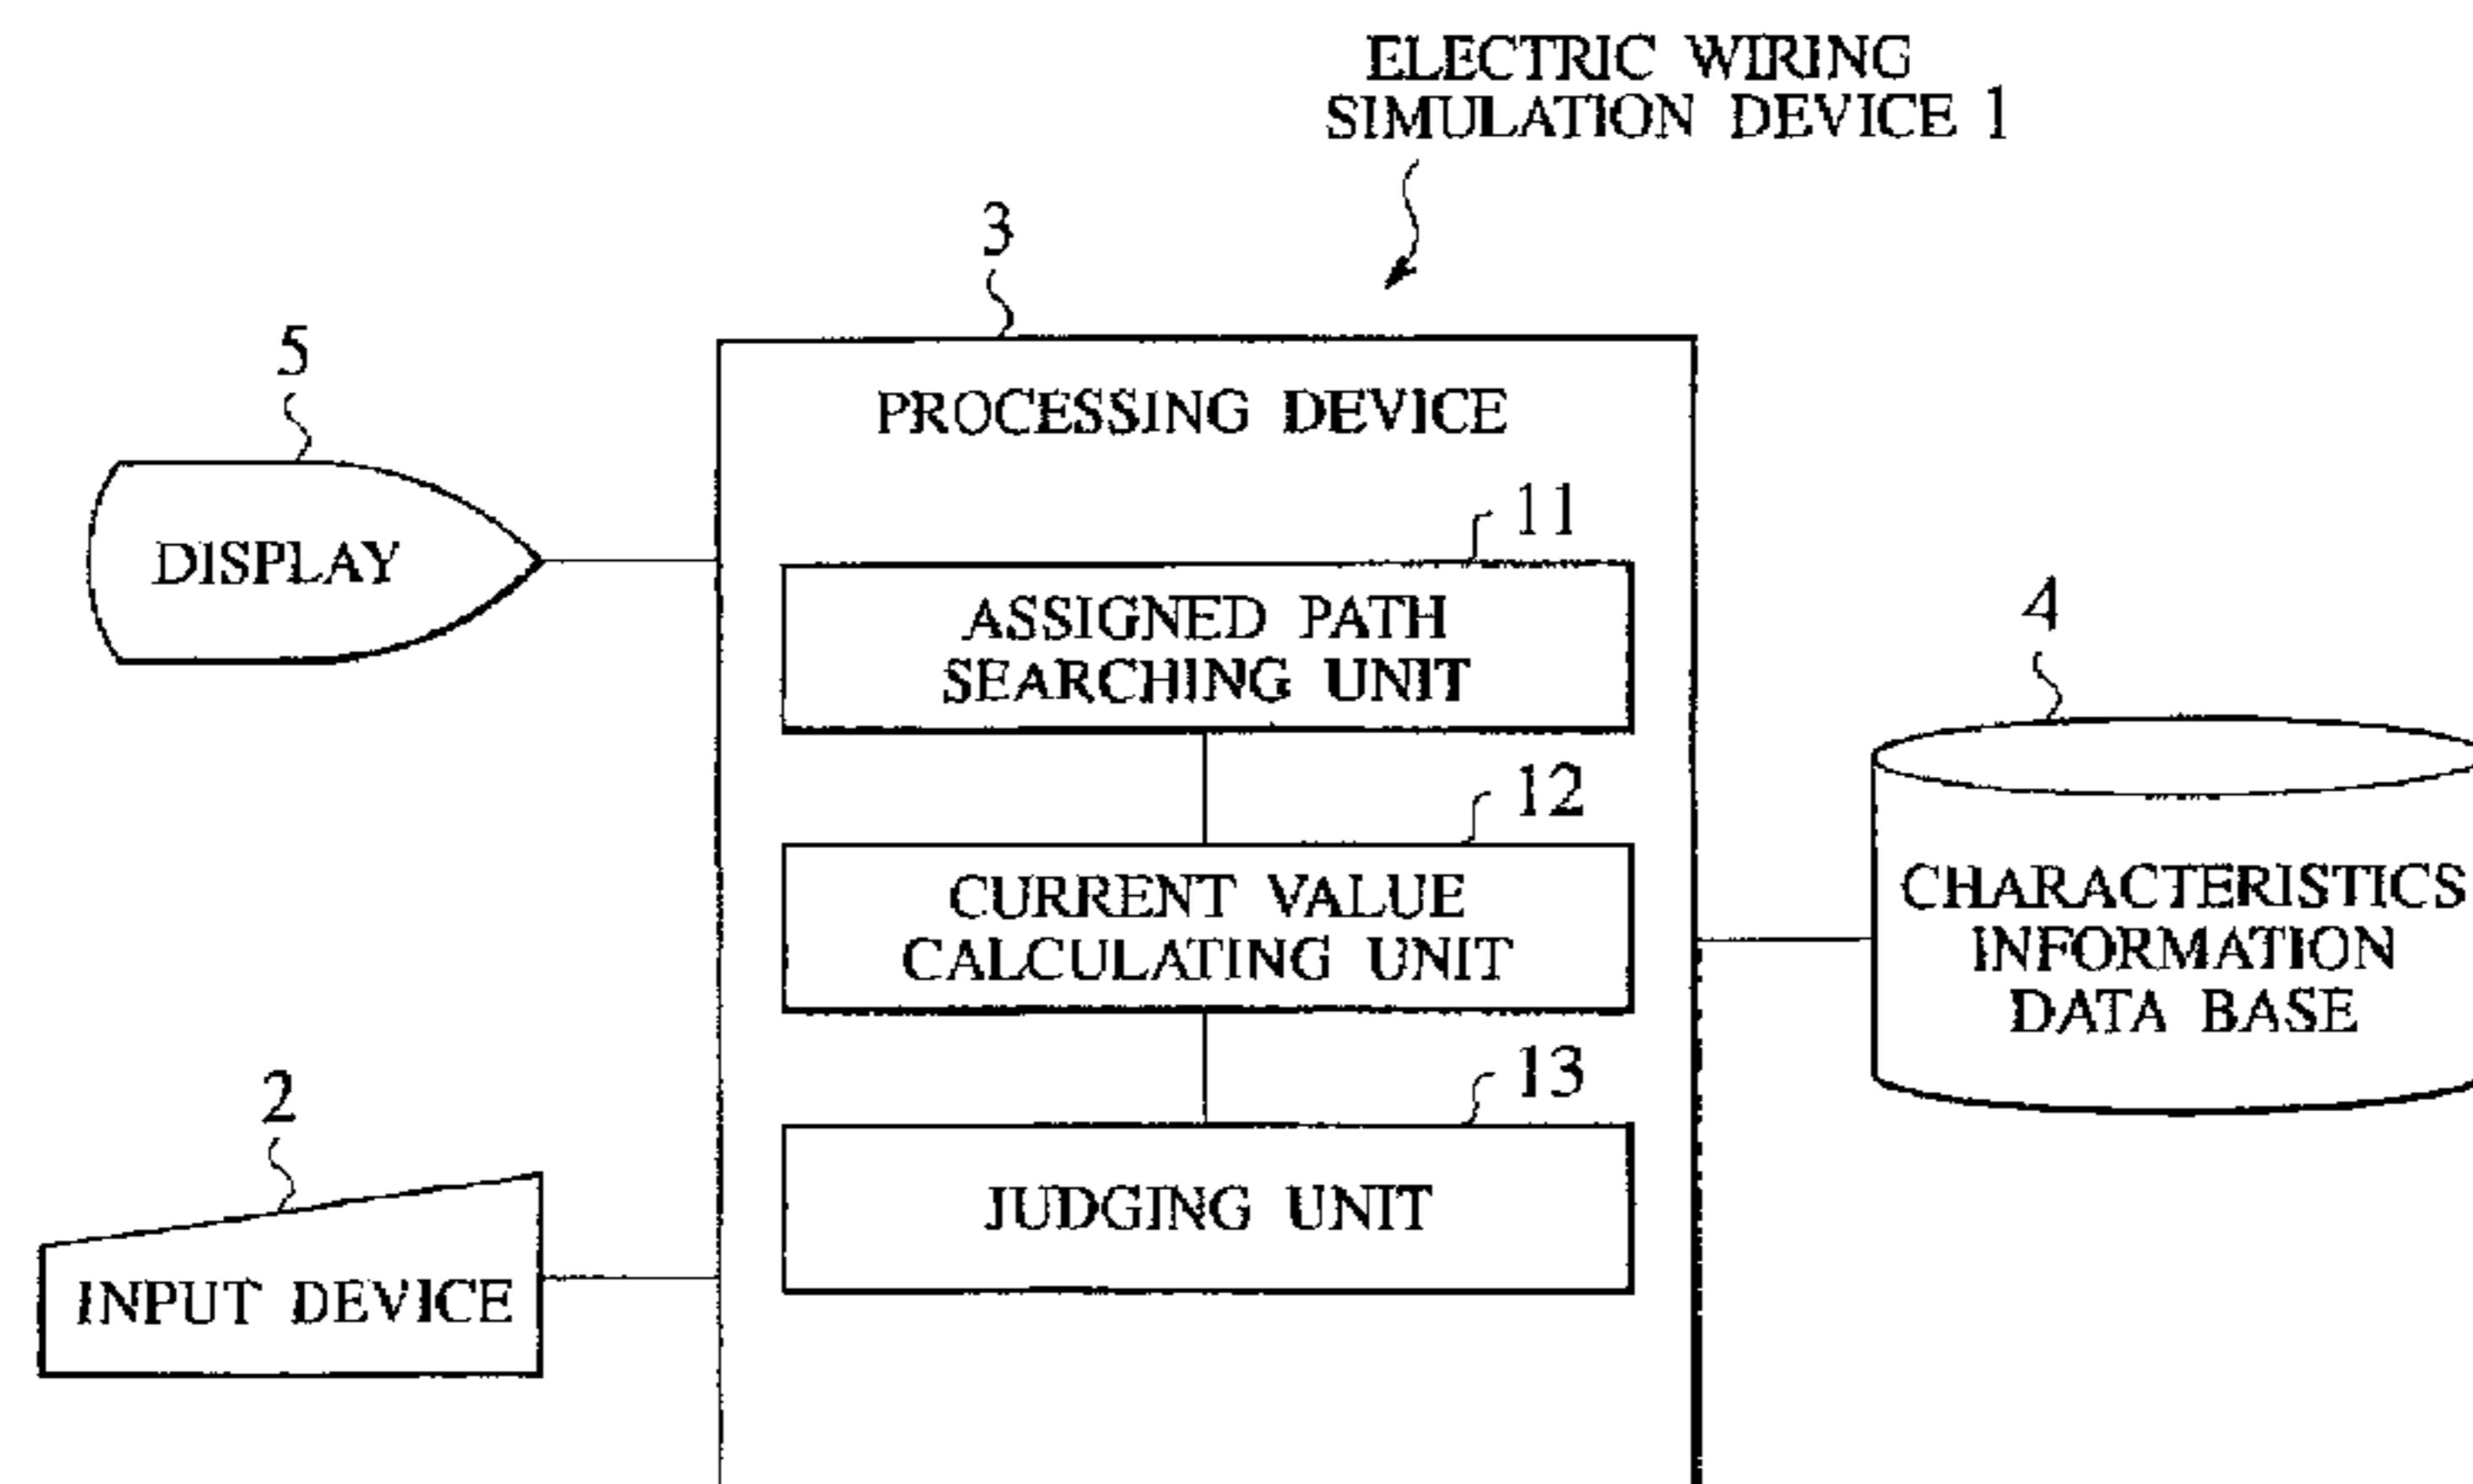 ELECTRIC WIRING
SIMULATION DEVICE 1
3
5
PROCESSING DEVICE
11
DISPLAY
ASSIGNED PATH
SEARCHING UNIT
4
12
CURRENT VALUE
CALCULATING UNIT
CHARACTERISTICS
INFORMATION
DATA BASE
13
2
JUDGING UNIT
INPUT DEVICE